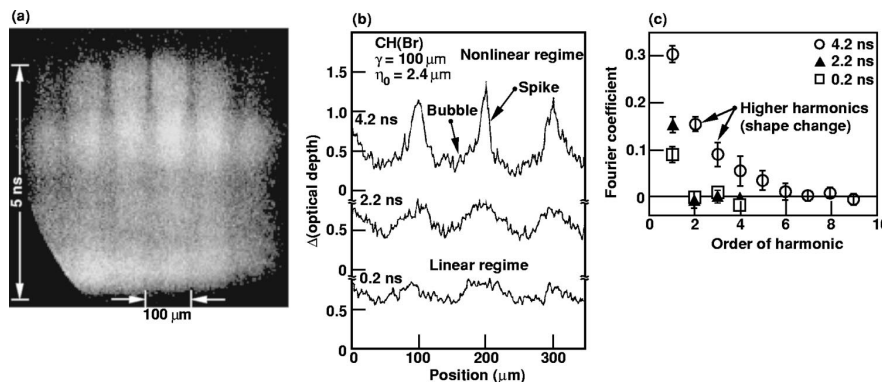 (a)
5 ns
100 μm
(b)
CH(Br)
γ = 100 μm
η₀ = 2.4 μm
Nonlinear regime
Spike
Bubble
4.2 ns
2.2 ns
0.2 ns
Linear regime
1.5
1.0
0.5
0
0.5
0
0.5
0
Δ(optical depth)
0 100 200 300
Position (μm)
(c)
4.2 ns
2.2 ns
0.2 ns
Higher harmonics
(shape change)
0.3
0.2
0.1
0
Fourier coefficient
0 2 4 6 8 10
Order of harmonic